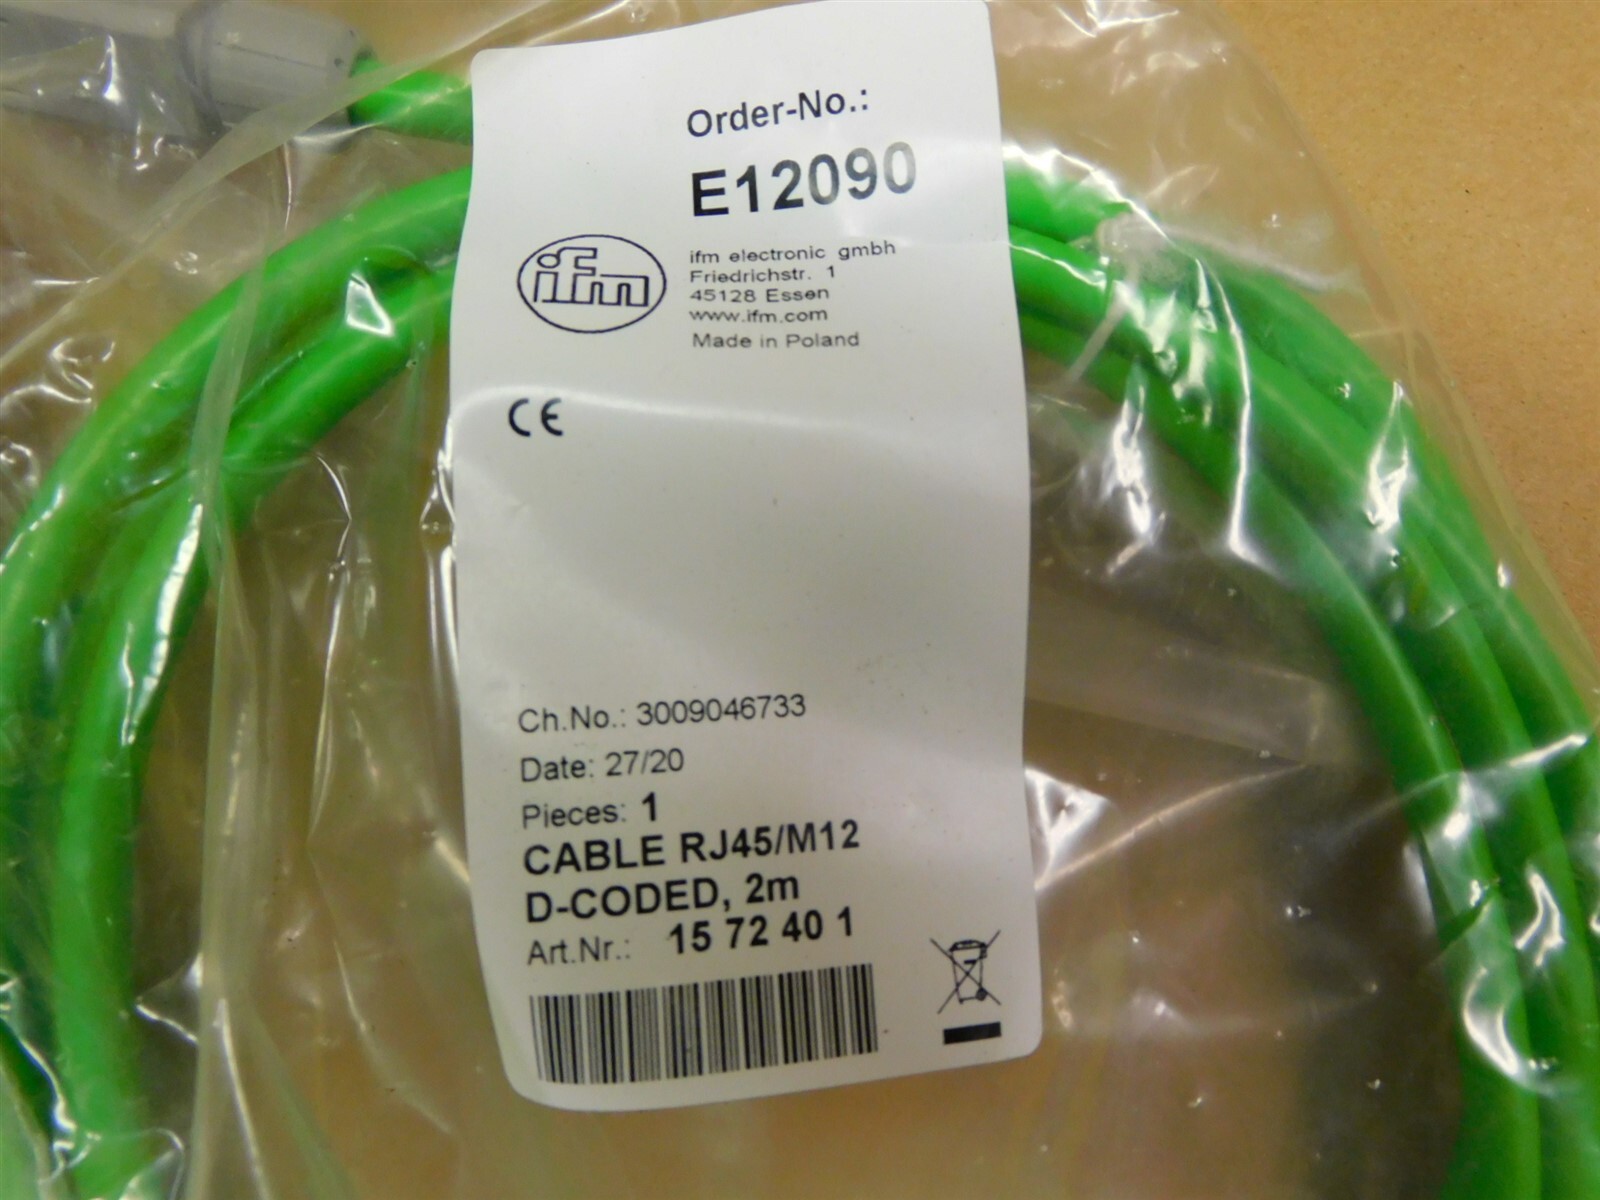 Order-No.:
E12090
ifm
ifm electronic gmbh
Friedrichstr. 1
45128 Essen
www.ifm.com
Made in Poland
CE
Ch.No.: 3009046733
Date: 27/20
Pieces: 1
CABLE RJ45/M12
D-CODED, 2m
Art.Nr.: 15 72 40 1